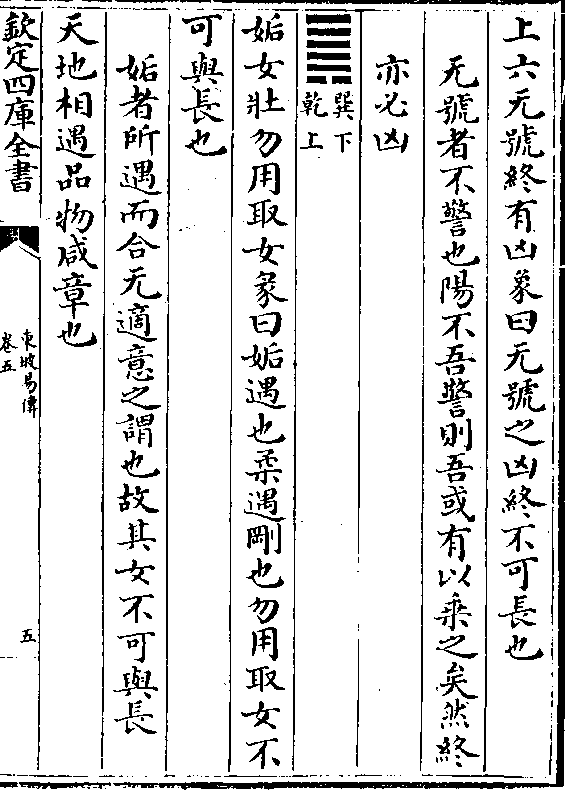 上六无號終有凶象曰无號之凶終不可長也
无號者不警也陽不吾警則吾或有以乘之矣然終
亦必凶
巽下
乾上
姤女壯勿用取女彖曰姤遇也柔遇剛也勿用取女不
可與長也
姤者所遇而合无適意之謂也故其女不可與長
天地相遇品物咸章也
欽定四庫全書
東坡易傳
卷五
五